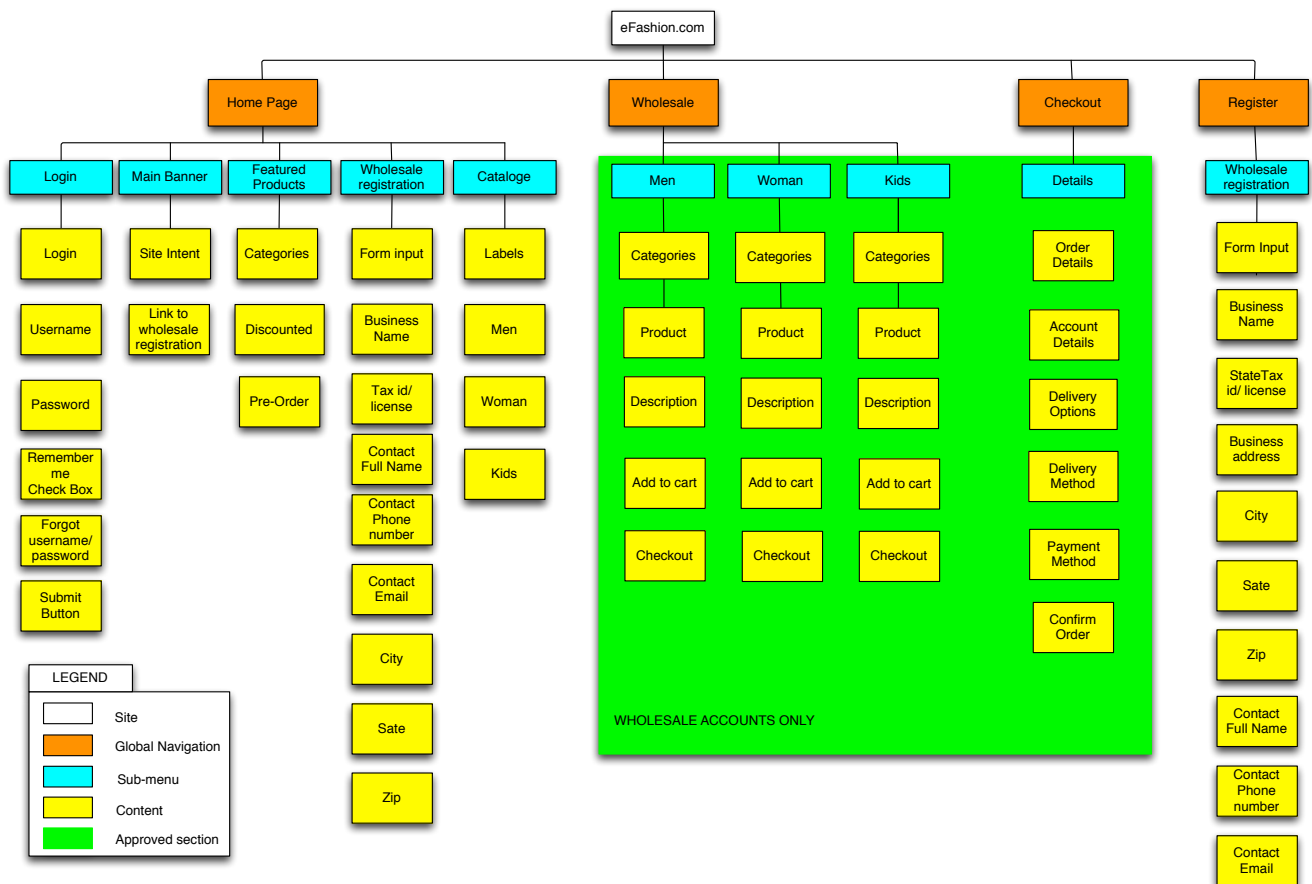 eFashion.com
Home Page
Wholesale
Checkout
Register
Login
Main Banner
Featured
Products
Wholesale
registration
Cataloge
Men
Woman
Kids
Details
Wholesale
registration
Login
Username
Password
Remember
me
Check Box
Forgot
username/
password
Submit
Button
Site Intent
Link to
wholesale
registration
Categories
Discounted
Pre-Order
Form input
Business
Name
Tax id/
license
Contact
Full Name
Contact
Phone
number
Contact
Email
City
Sate
Zip
Labels
Men
Woman
Kids
Categories
Product
Description
Add to cart
Checkout
Categories
Product
Description
Add to cart
Checkout
Categories
Product
Description
Add to cart
Checkout
Order
Details
Account
Details
Delivery
Options
Delivery
Method
Payment
Method
Confirm
Order
WHOLESALE ACCOUNTS ONLY
Form Input
Business
Name
StateTax
id/ license
Business
address
City
Sate
Zip
Contact
Full Name
Contact
Phone
number
Contact
Email
LEGEND
Site
Global Navigation
Sub-menu
Content
Approved section